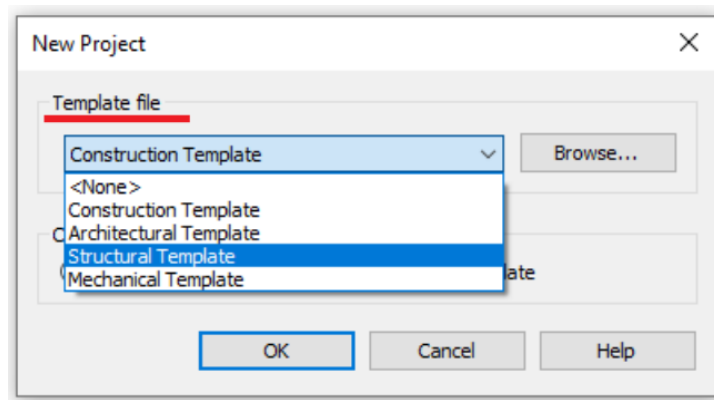 New Project
Template file
Construction Template
Browse...
<None>
Construction Template
Architectural Template
Structural Template
Mechanical Template
OK
Cancel
Help